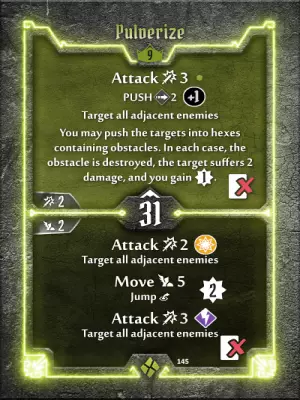 Pulverize
9
Attack 3
PUSH 2 +1
Target all adjacent enemies
You may push the targets into hexes
containing obstacles. In each case, the
obstacle is destroyed, the target suffers 2
damage, and you gain 1.
2
31
2
Attack 2
Target all adjacent enemies
Move 5
Jump
2
Attack 3
Target all adjacent enemies
145